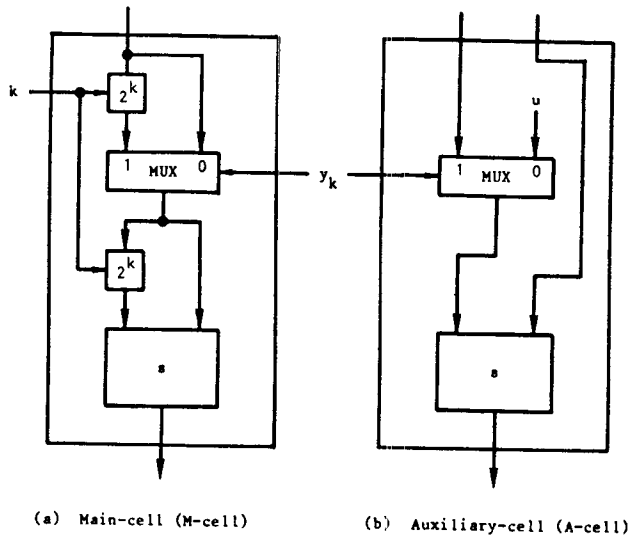 k
2^k
1 0
MUX
2^k
s
y_k
u
1 0
MUX
s
(a) Main-cell (M-cell)
(b) Auxiliary-cell (A-cell)